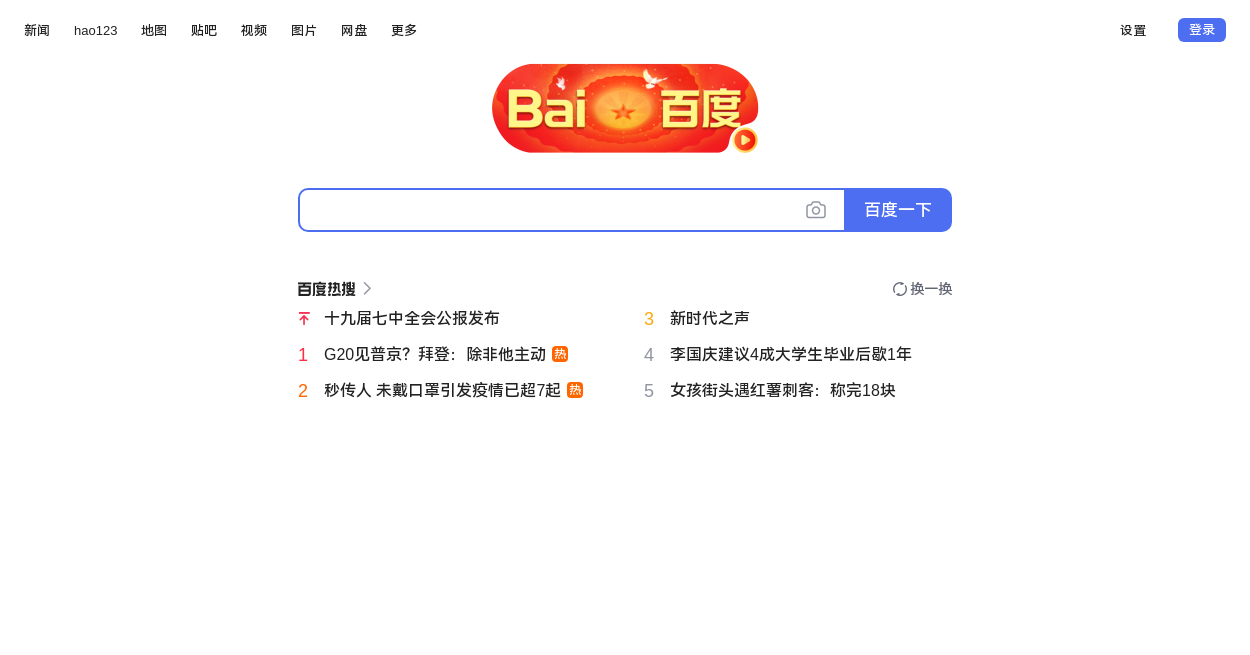 新闻 hao123 地图 贴吧 视频 图片 网盘 更多 设置 登录
Bai 百度
百度一下
百度热搜 换一换
十九届七中全会公报发布
1 G20见普京？拜登：除非他主动 热
2 秒传人 未戴口罩引发疫情已超7起 热
3 新时代之声
4 李国庆建议4成大学生毕业后歇1年
5 女孩街头遇红薯刺客：称完18块